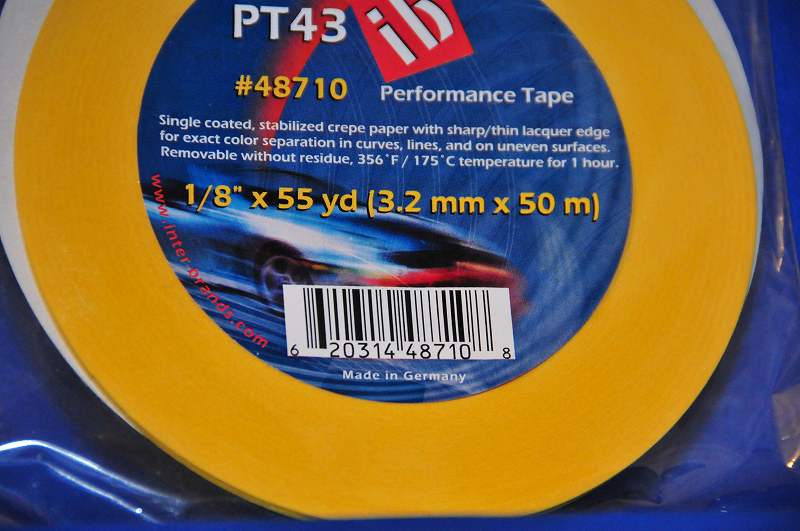 PT43
ib
#48710
Performance Tape
Single coated, stabilized crepe paper with sharp/thin lacquer edge
for exact color separation in curves, lines, and on uneven surfaces.
Removable without residue, 356°F / 175°C temperature for 1 hour.
1/8" x 55 yd (3.2 mm x 50 m)
www.inter-brands.com
6 20314 48710 8
Made in Germany